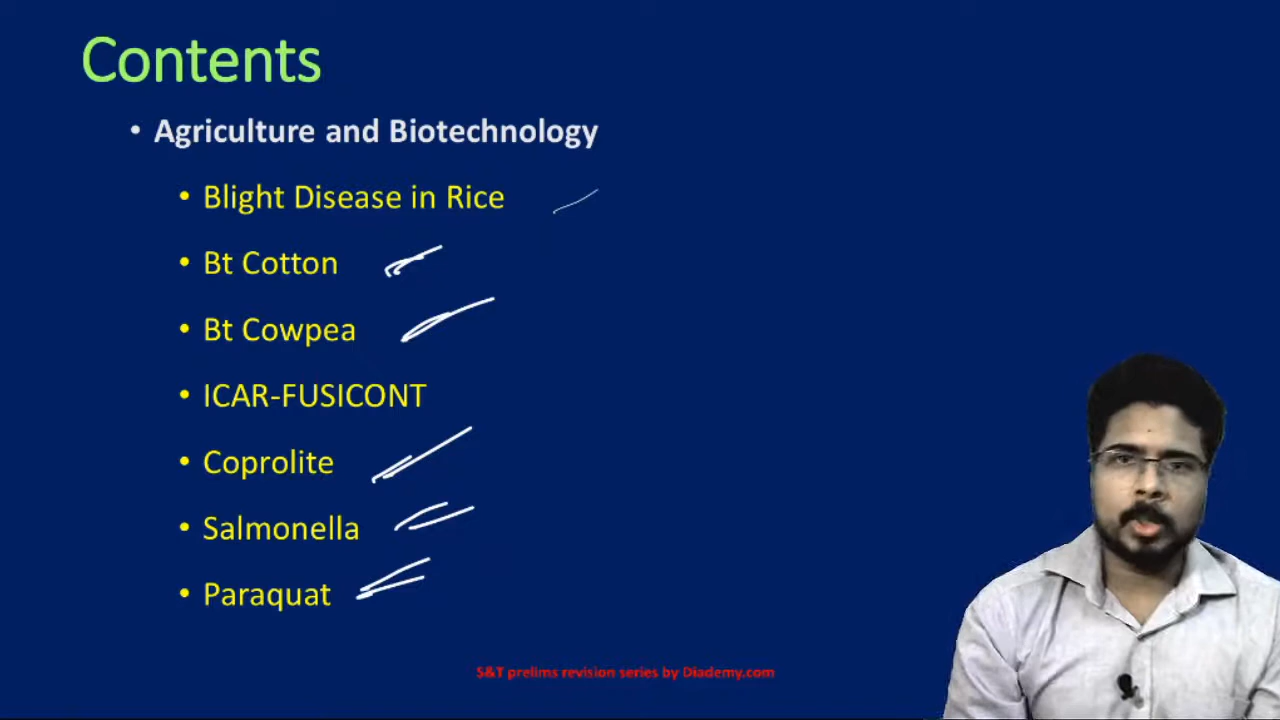 Contents
• Agriculture and Biotechnology
• Blight Disease in Rice
• Bt Cotton
• Bt Cowpea
• ICAR-FUSICONT
• Coprolite
• Salmonella
• Paraquat
S&T prelims revision series by Diademy.com